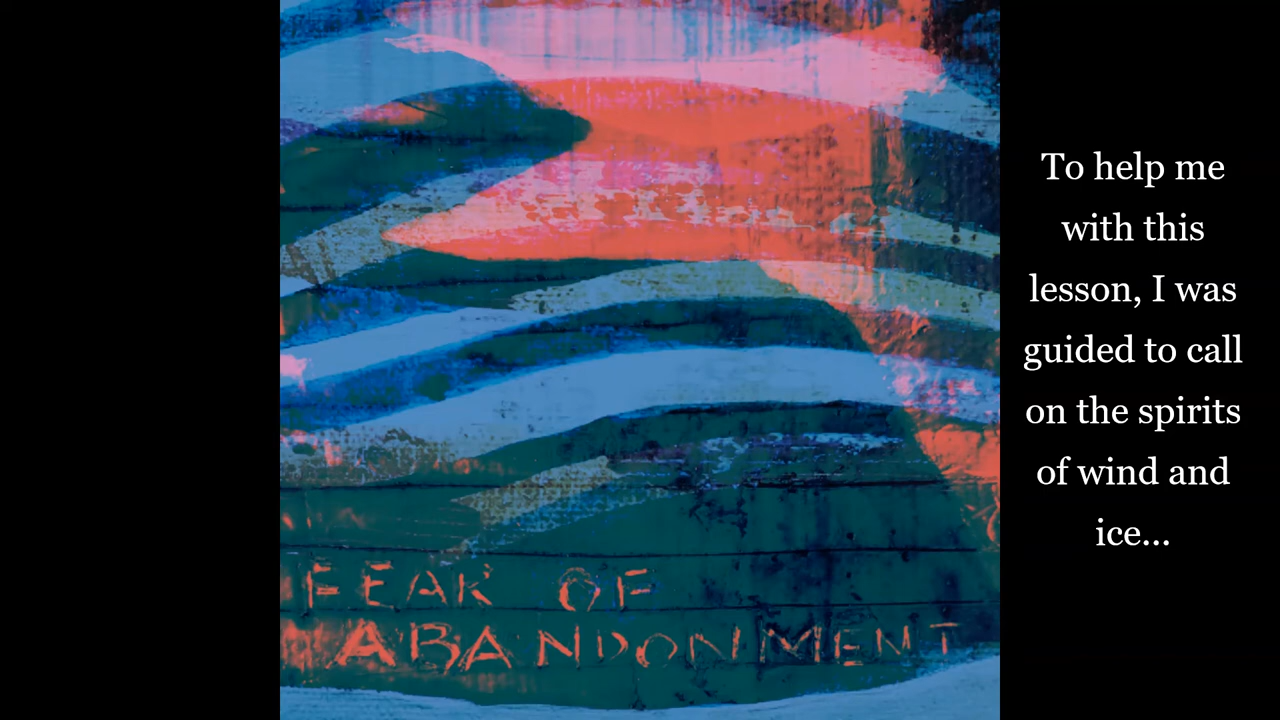 FEAR OF
ABANDONMENT
To help me
with this
lesson, I was
guided to call
on the spirits
of wind and
ice...